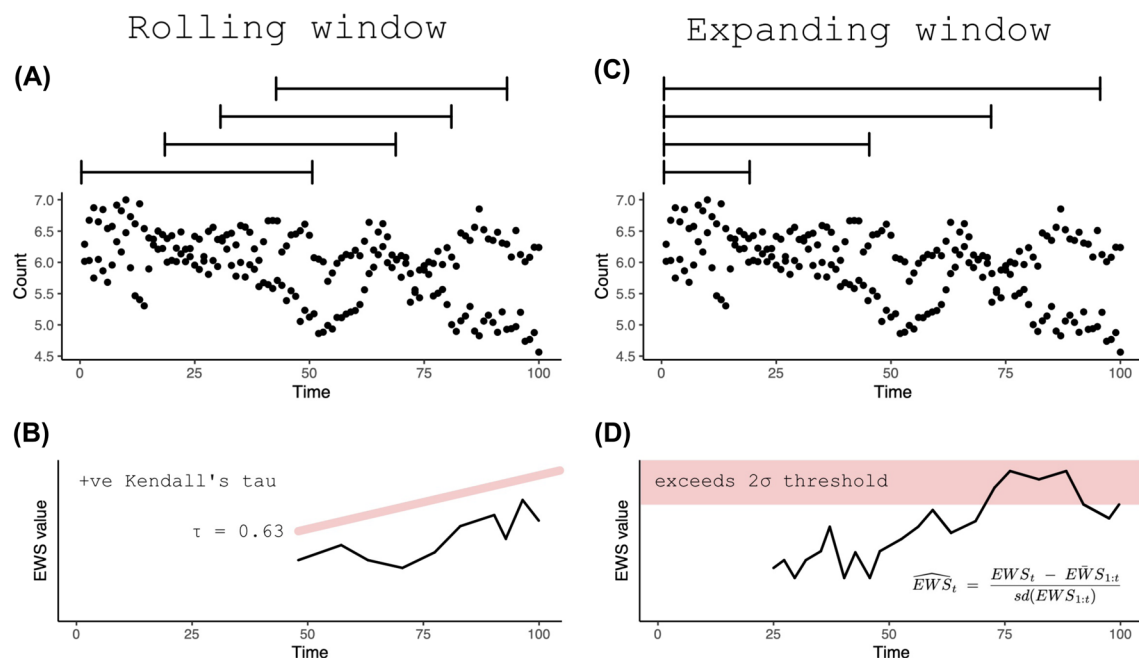 Rolling window
Expanding window
(A)
(C)
Count
7.0
6.5
6.0
5.5
5.0
4.5
0
25
50
75
100
Time
Count
7.0
6.5
6.0
5.5
5.0
4.5
0
25
50
75
100
Time
(B)
EWS value
+ve Kendall's tau
τ = 0.63
0
25
50
75
100
Time
(D)
EWS value
exceeds 2σ threshold
\widehat{EWS}_t = \frac{EWS_t - E\bar{W}S_{1:t}}{sd(EWS_{1:t})}
0
25
50
75
100
Time